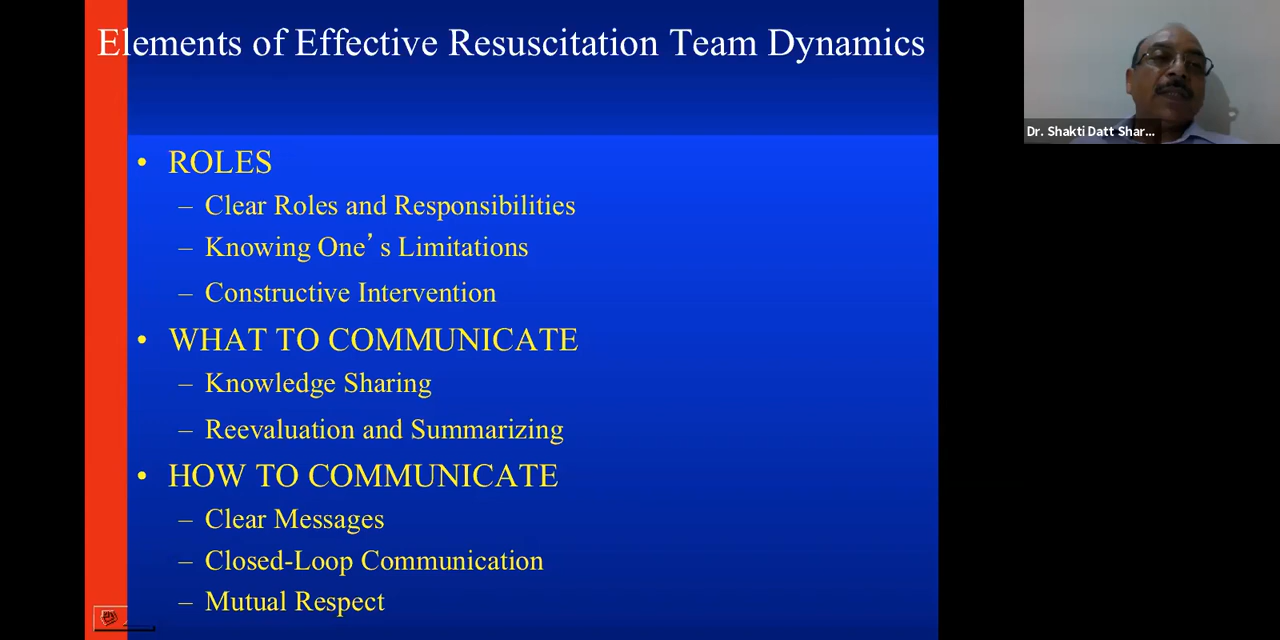 Elements of Effective Resuscitation Team Dynamics
• ROLES
– Clear Roles and Responsibilities
– Knowing One’s Limitations
– Constructive Intervention
• WHAT TO COMMUNICATE
– Knowledge Sharing
– Reevaluation and Summarizing
• HOW TO COMMUNICATE
– Clear Messages
– Closed-Loop Communication
– Mutual Respect
Dr. Shakti Datt Shar...